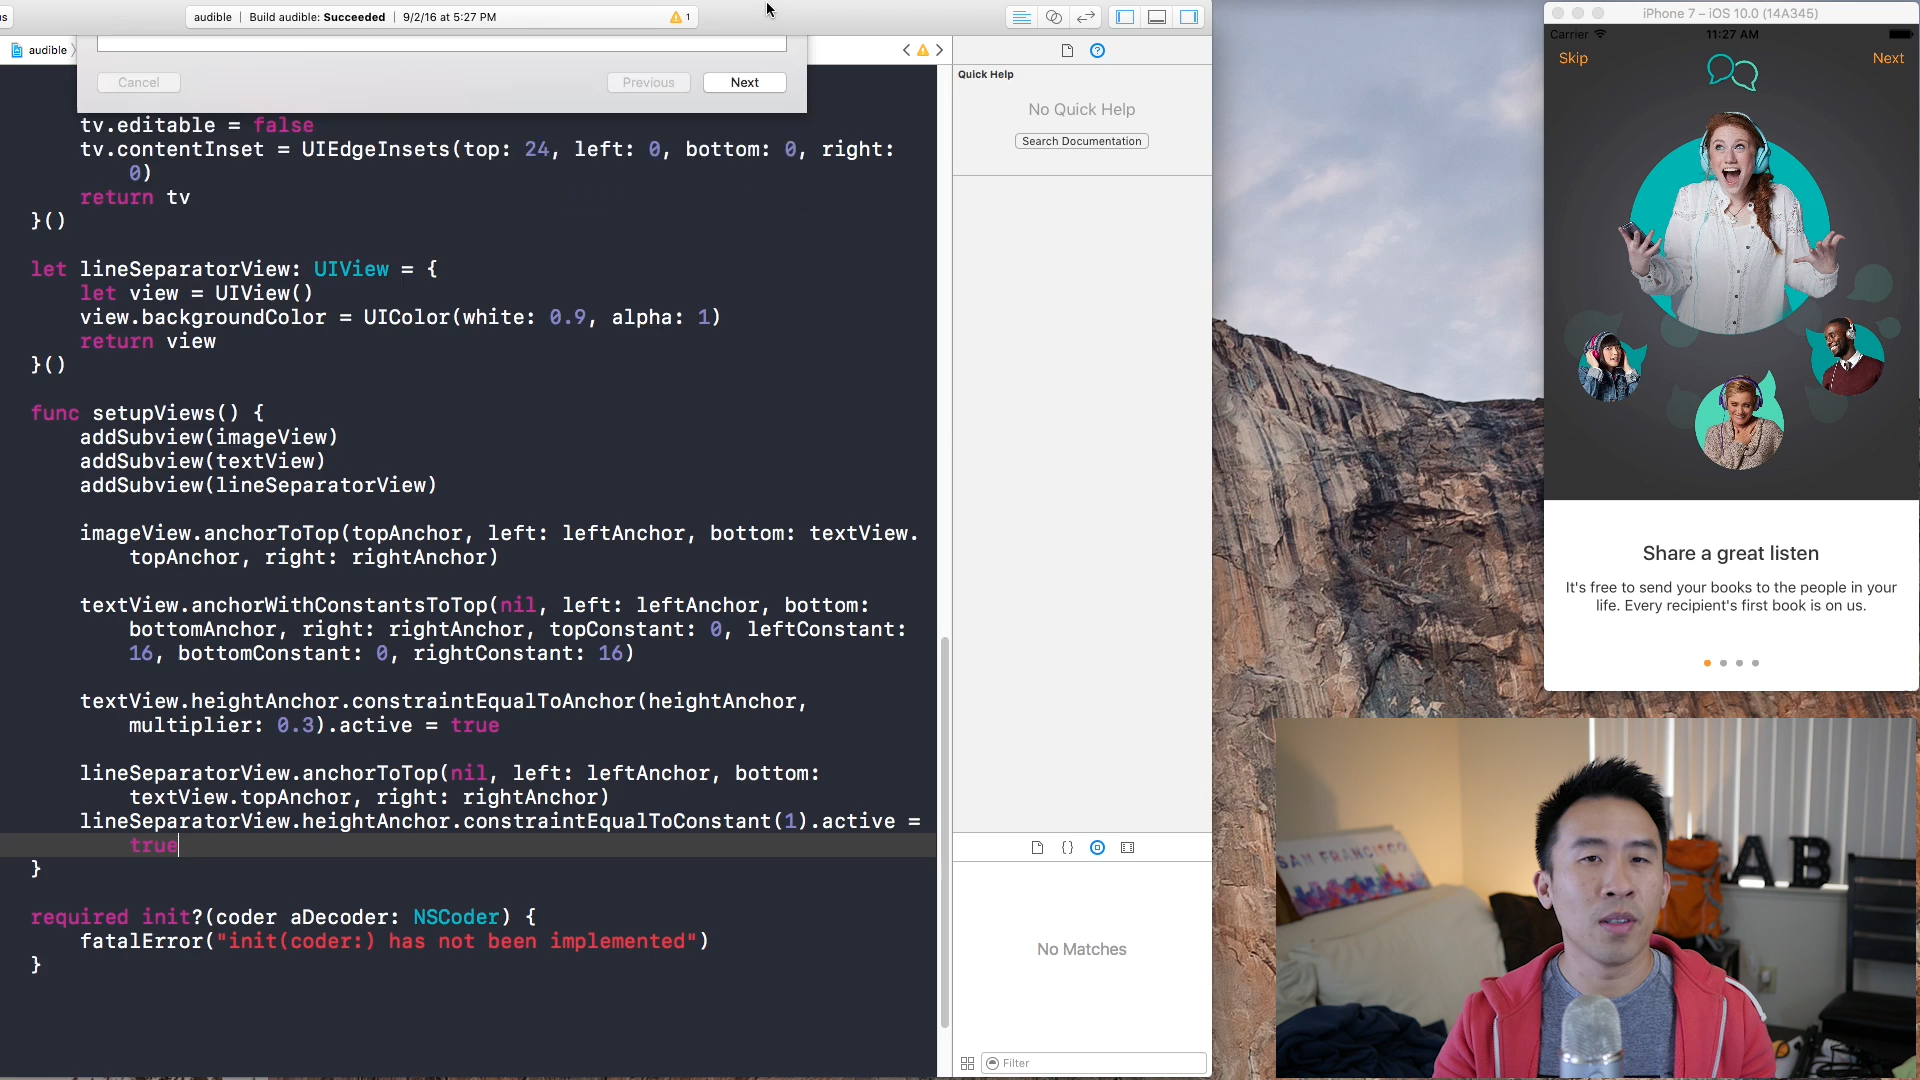 audible | Build audible: Succeeded | 9/2/16 at 5:27 PM
1
audible
Cancel
Previous
Next
tv.editable = false
tv.contentInset = UIEdgeInsets(top: 24, left: 0, bottom: 0, right:
0)
return tv
}()
let lineSeparatorView: UIView = {
let view = UIView()
view.backgroundColor = UIColor(white: 0.9, alpha: 1)
return view
}()
func setupViews() {
addSubview(imageView)
addSubview(textView)
addSubview(lineSeparatorView)
imageView.anchorToTop(topAnchor, left: leftAnchor, bottom: textView.
topAnchor, right: rightAnchor)
textView.anchorWithConstantsToTop(nil, left: leftAnchor, bottom:
bottomAnchor, right: rightAnchor, topConstant: 0, leftConstant:
16, bottomConstant: 0, rightConstant: 16)
textView.heightAnchor.constraintEqualToAnchor(heightAnchor,
multiplier: 0.3).active = true
lineSeparatorView.anchorToTop(nil, left: leftAnchor, bottom:
textView.topAnchor, right: rightAnchor)
lineSeparatorView.heightAnchor.constraintEqualToConstant(1).active =
true
}
required init?(coder aDecoder: NSCoder) {
fatalError("init(coder:) has not been implemented")
}
Quick Help
No Quick Help
Search Documentation
{}
No Matches
Filter
iPhone 7 – iOS 10.0 (14A345)
Carrier
11:27 AM
Skip
Next
Share a great listen
It's free to send your books to the people in your
life. Every recipient's first book is on us.
SAN FRANCISCO
A B